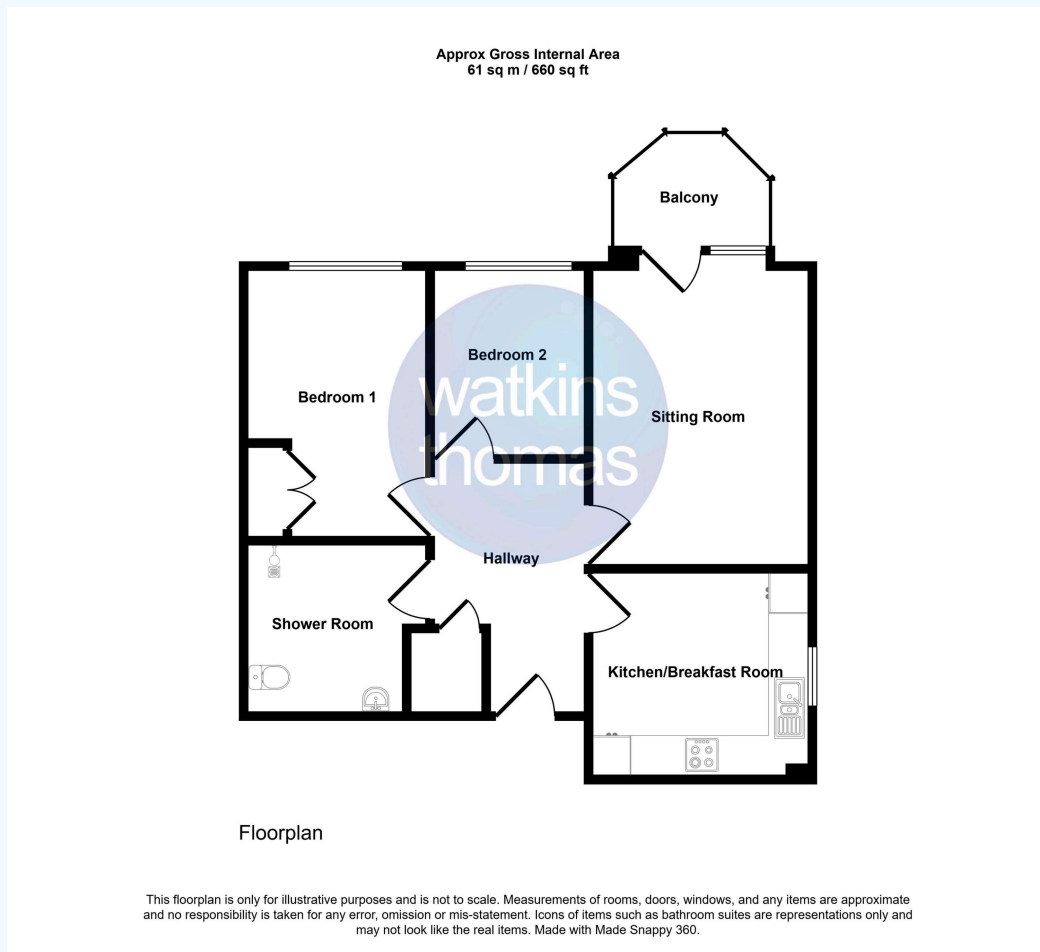 Approx Gross Internal Area
61 sq m / 660 sq ft
Balcony
Bedroom 2
Bedroom 1
watkins
thomas
Sitting Room
Hallway
Shower Room
Kitchen/Breakfast Room
Floorplan
This floorplan is only for illustrative purposes and is not to scale. Measurements of rooms, doors, windows, and any items are approximate
and no responsibility is taken for any error, omission or mis-statement. Icons of items such as bathroom suites are representations only and
may not look like the real items. Made with Made Snappy 360.